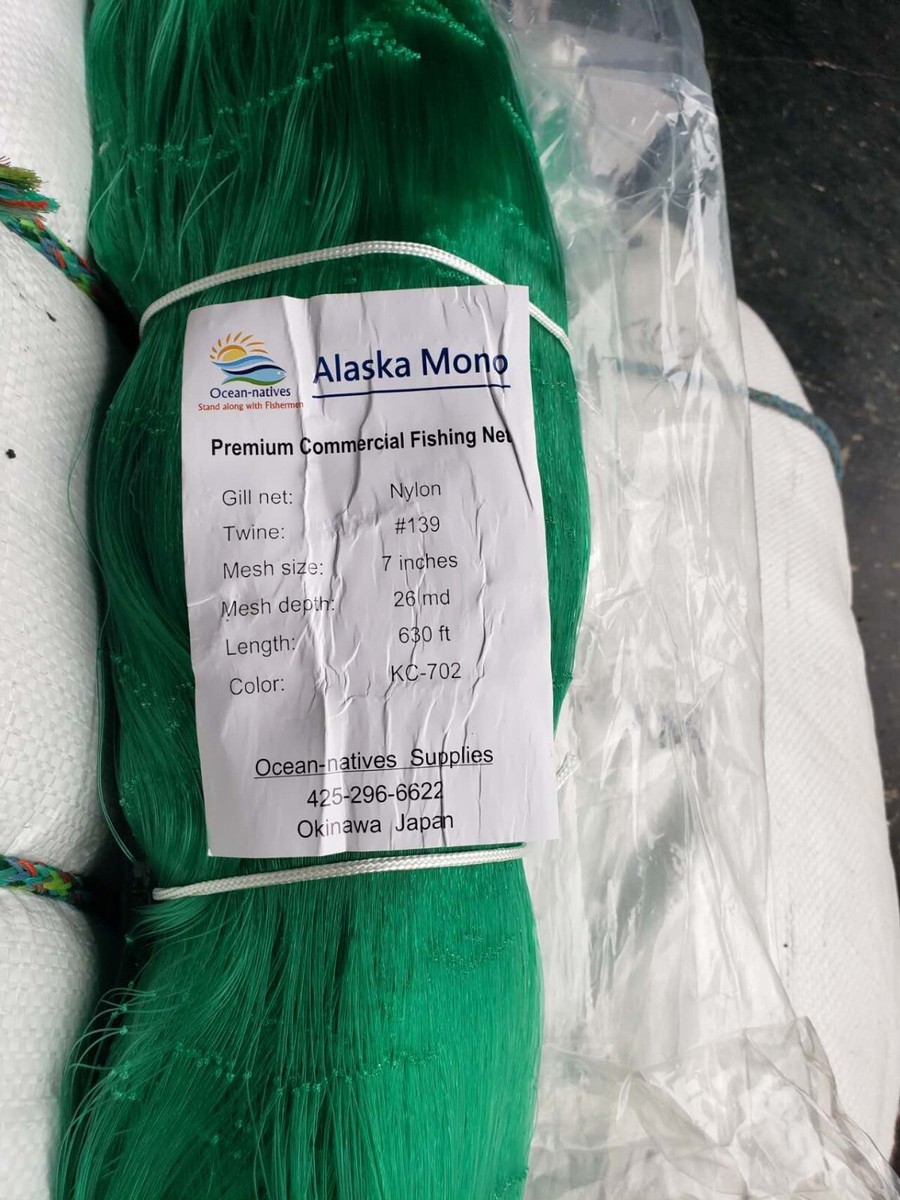 Ocean-natives
Stand along with Fishermen
Alaska Mono
Premium Commercial Fishing Net
Gill net: Nylon
Twine: #139
Mesh size: 7 inches
Mesh depth: 26 md
Length: 630 ft
Color: KC-702
Ocean-natives Supplies
425-296-6622
Okinawa Japan